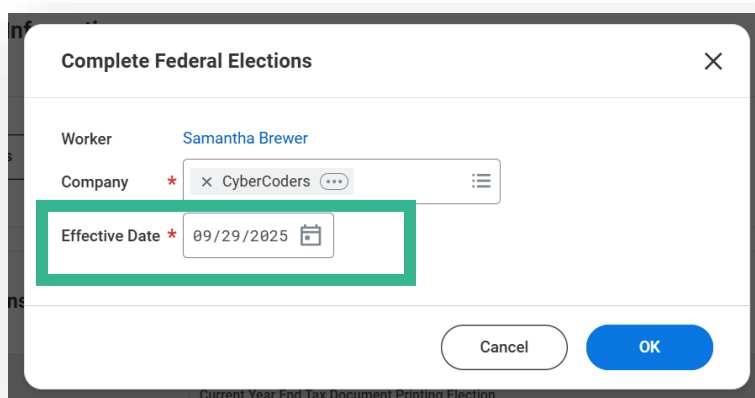 Complete Federal Elections
Worker Samantha Brewer
Company * × CyberCoders
Effective Date * 09/29/2025
Cancel OK
Current Year End Tax Document Printing Election